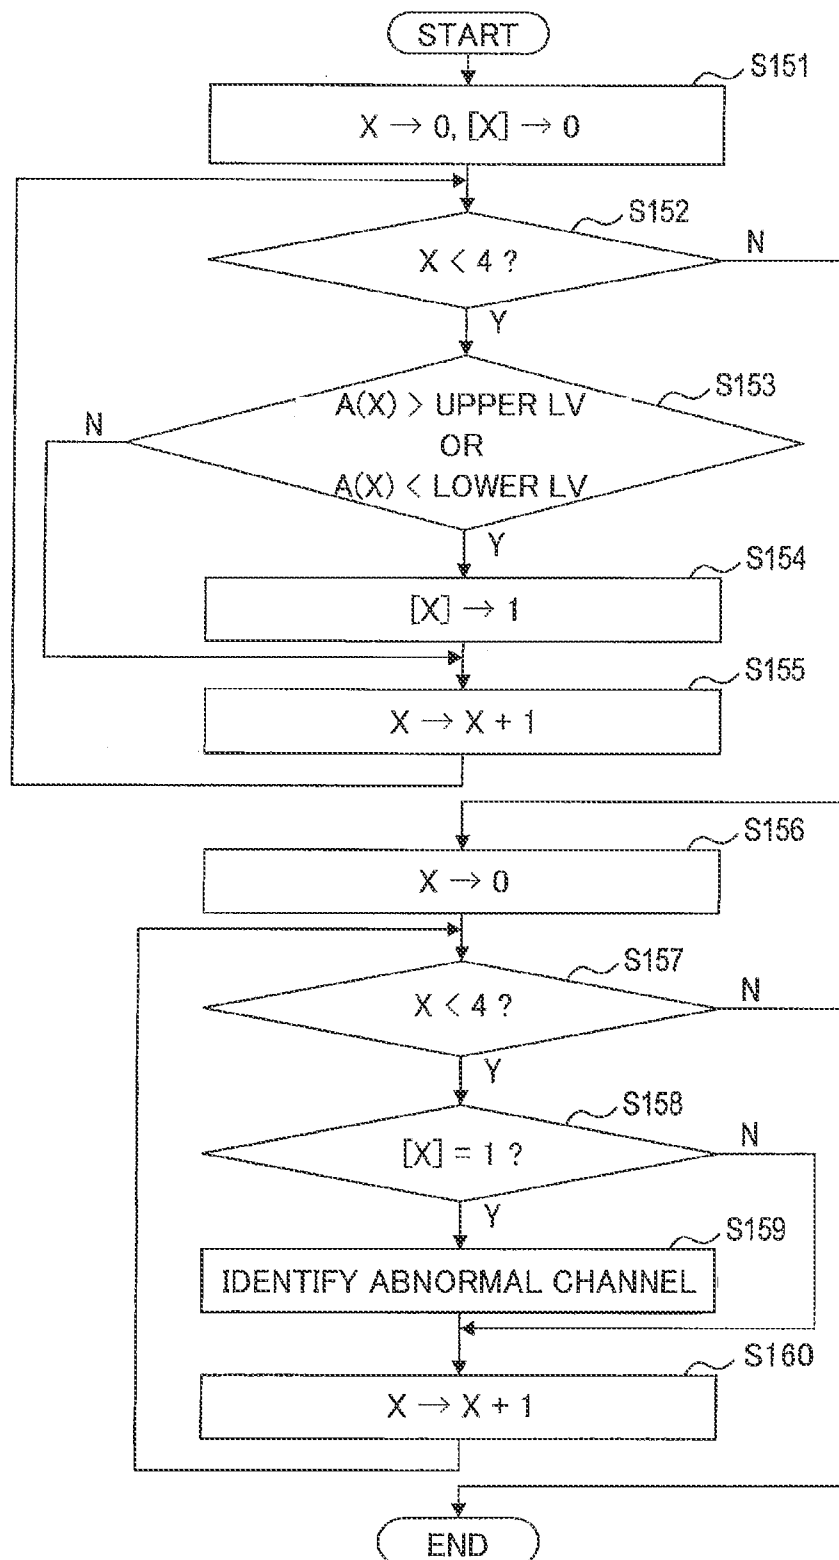 START
S151
X → 0, [X] → 0
S152
X < 4 ?
N
Y
S153
A(X) > UPPER LV
OR
A(X) < LOWER LV
N
Y
S154
[X] → 1
S155
X → X + 1
S156
X → 0
S157
X < 4 ?
N
Y
S158
[X] = 1 ?
N
Y
S159
IDENTIFY ABNORMAL CHANNEL
S160
X → X + 1
END